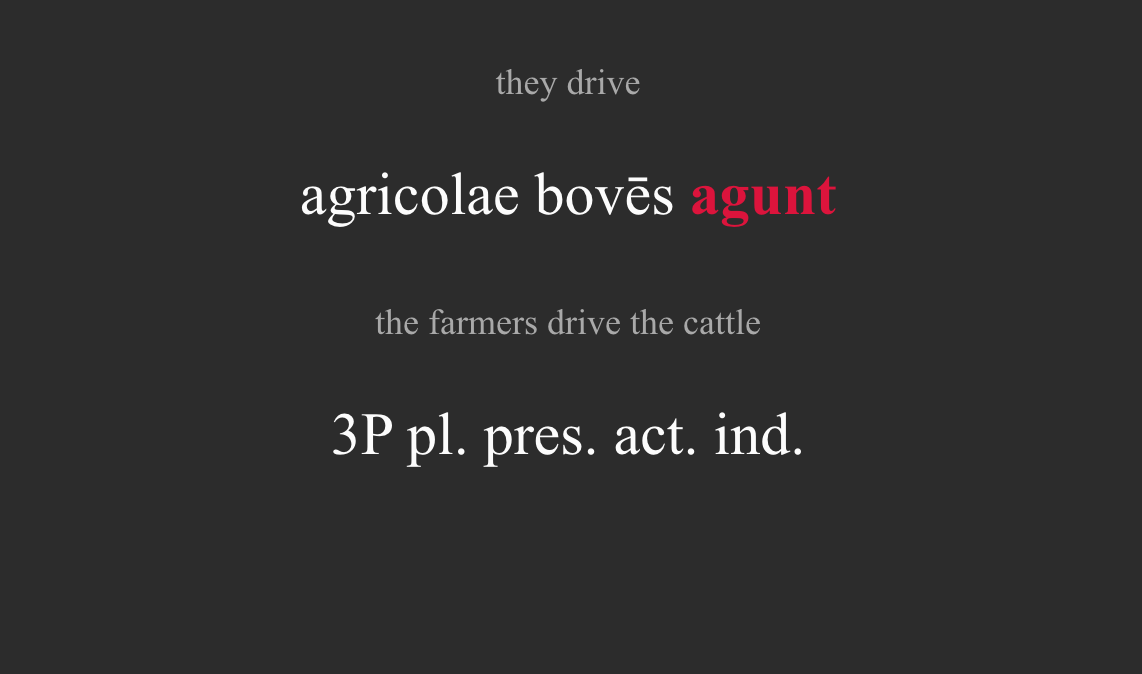 they drive
agricolae bovēs agunt
the farmers drive the cattle
3P pl. pres. act. ind.